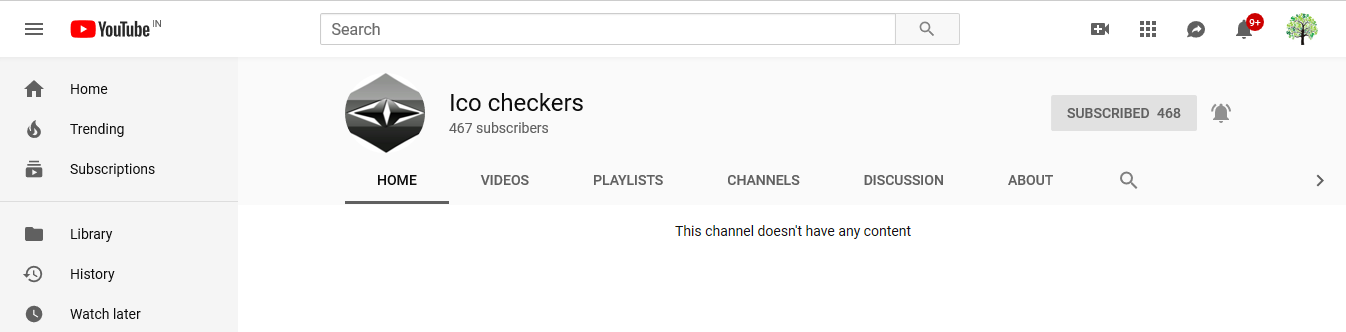 YouTube IN
Search
9+
Home
Trending
Subscriptions
Library
History
Watch later
Ico checkers
467 subscribers
SUBSCRIBED 468
HOME VIDEOS PLAYLISTS CHANNELS DISCUSSION ABOUT
This channel doesn't have any content